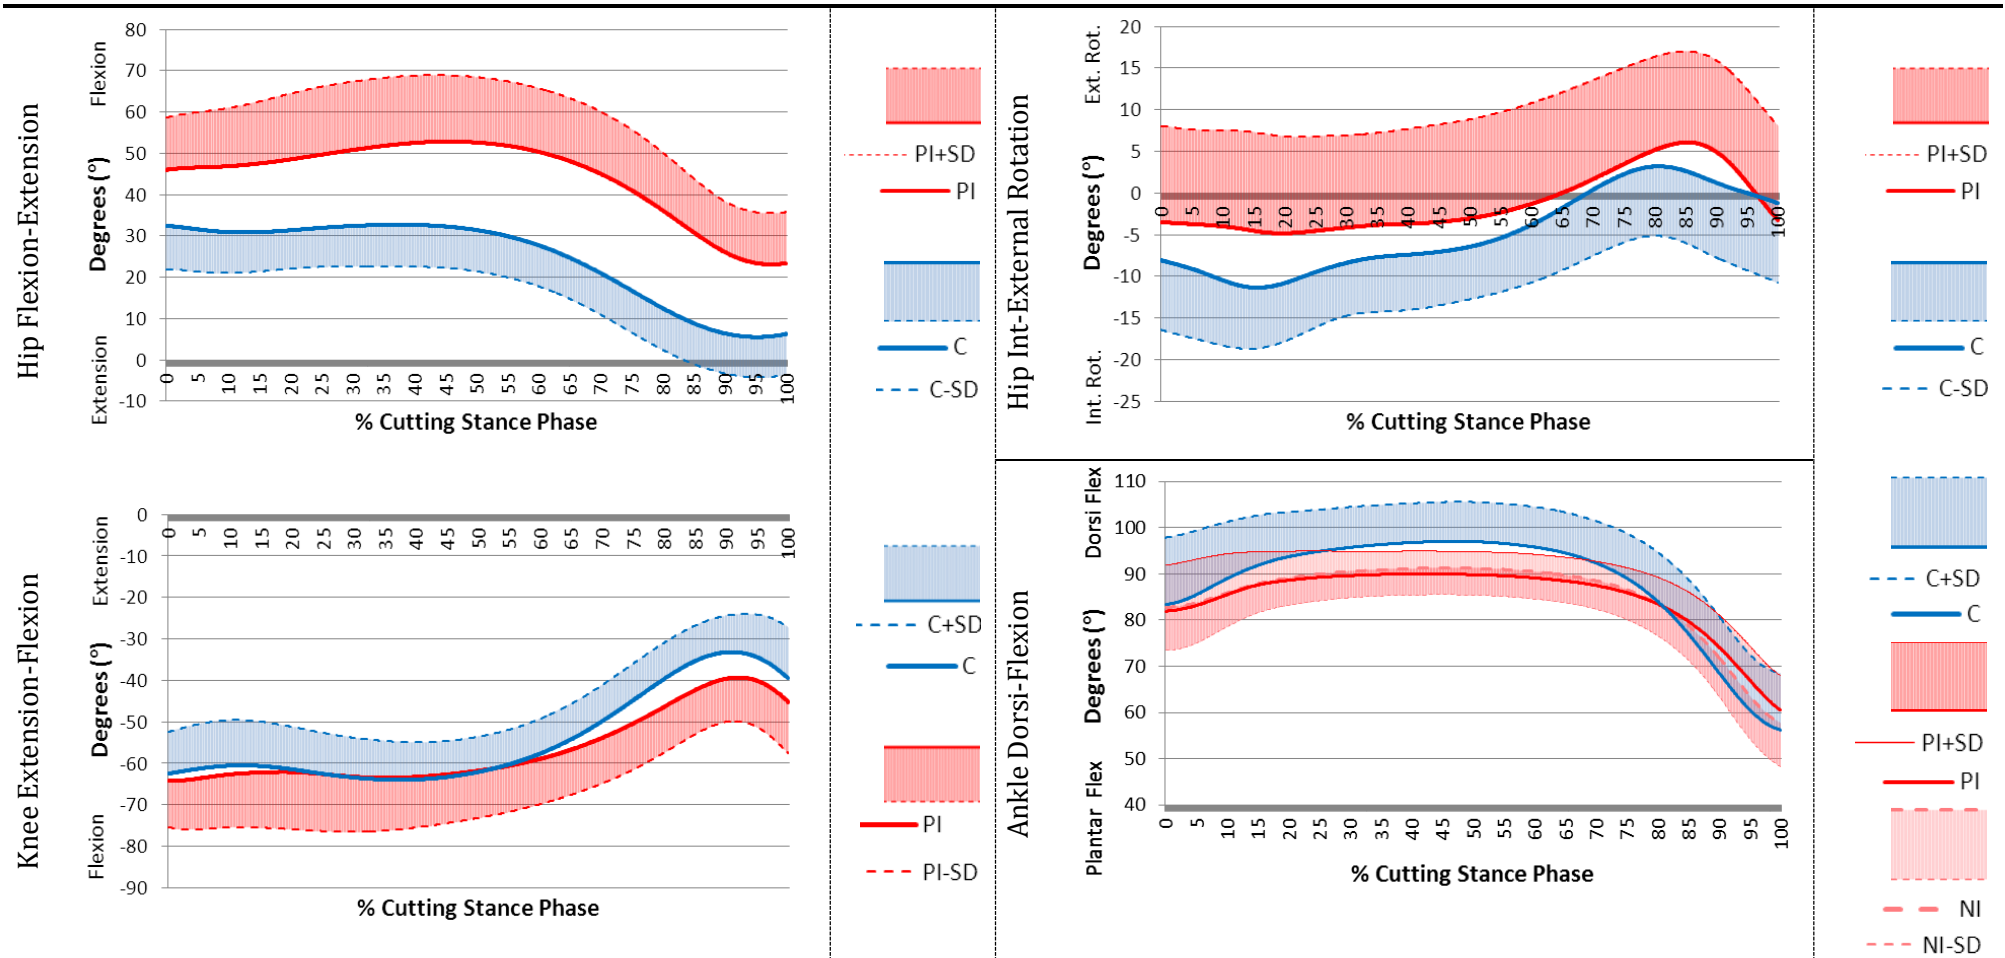 Hip Flexion-Extension
Flexion
Degrees (°)
Extension
80
70
60
50
40
30
20
10
0
-10
0 5 10 15 20 25 30 35 40 45 50 55 60 65 70 75 80 85 90 95 100
% Cutting Stance Phase
PI+SD
PI
C
C-SD
Hip Int-External Rotation
Ext. Rot.
Degrees (°)
Int. Rot.
20
15
10
5
0
-5
-10
-15
-20
-25
0 5 10 15 20 25 30 35 40 45 50 55 60 65 70 75 80 85 90 95 100
% Cutting Stance Phase
PI+SD
PI
C
C-SD
Knee Extension-Flexion
Extension
Degrees (°)
Flexion
0
-10
-20
-30
-40
-50
-60
-70
-80
-90
0 5 10 15 20 25 30 35 40 45 50 55 60 65 70 75 80 85 90 95 100
% Cutting Stance Phase
C+SD
C
PI
PI-SD
Ankle Dorsi-Flexion
Dorsi Flex
Degrees (°)
Plantar Flex
110
100
90
80
70
60
50
40
0 5 10 15 20 25 30 35 40 45 50 55 60 65 70 75 80 85 90 95 100
% Cutting Stance Phase
C+SD
C
PI+SD
PI
NI
NI-SD